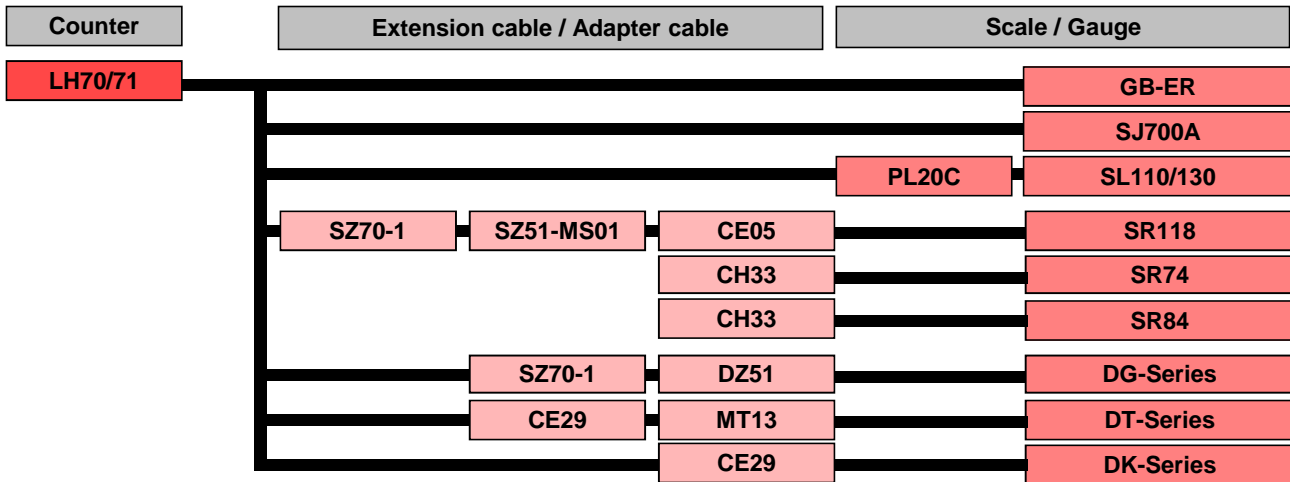 Counter
Extension cable / Adapter cable
Scale / Gauge
LH70/71
GB-ER
SJ700A
PL20C
SL110/130
SZ70-1
SZ51-MS01
CE05
SR118
CH33
SR74
CH33
SR84
SZ70-1
DZ51
DG-Series
CE29
MT13
DT-Series
CE29
DK-Series